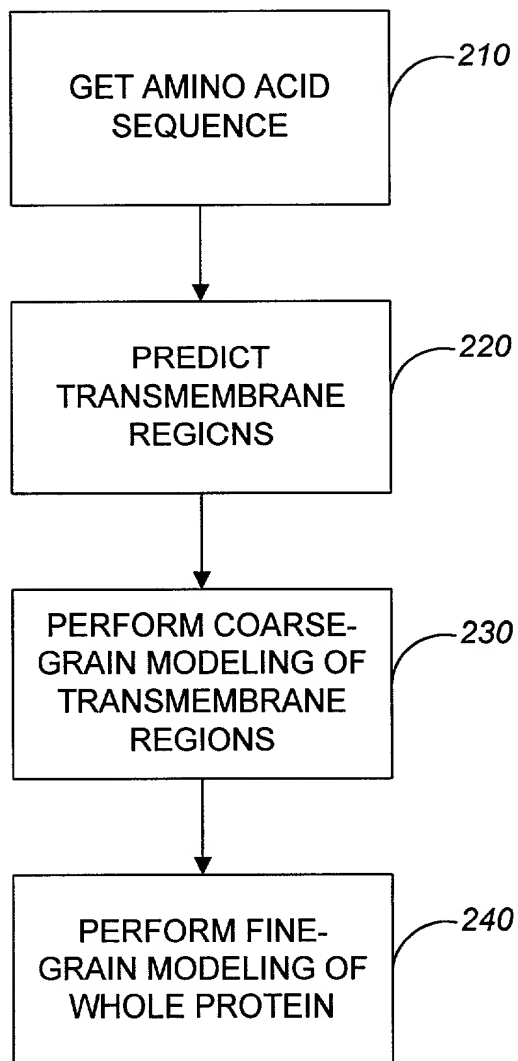 GET AMINO ACID
SEQUENCE
210
PREDICT
TRANSMEMBRANE
REGICNS
220
PERFORM COARSE-
GRAIN MODELING OF
TRANSMEMBRANE
REGIONS
230
PERFORM FINE-
GRAIN MODELING OF
WHOLE PROTEIN
240